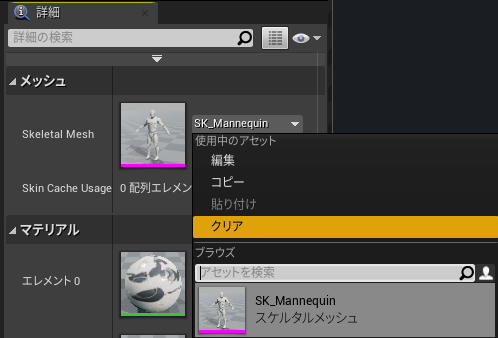 詳細
詳細の検索
メッシュ
Skeletal Mesh
SK_Mannequin
使用中のアセット
編集
コピー
貼り付け
クリア
Skin Cache Usage
0 配列エレメン
マテリアル
ブラウズ
アセットを検索
エレメント 0
SK_Mannequin
スケルタルメッシュ